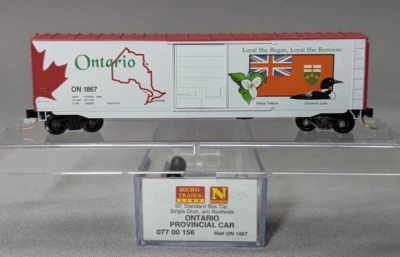 Ontario
ON 1867
Loyal She Began, Loyal She Remains
White Trillium
Common Loon
MICRO
TRAINS
LINE
N
50' Standard Box Car,
Single Door, w/o Roofwalk
ONTARIO
PROVINCIAL CAR
077 00 156
Rd# ON 1867